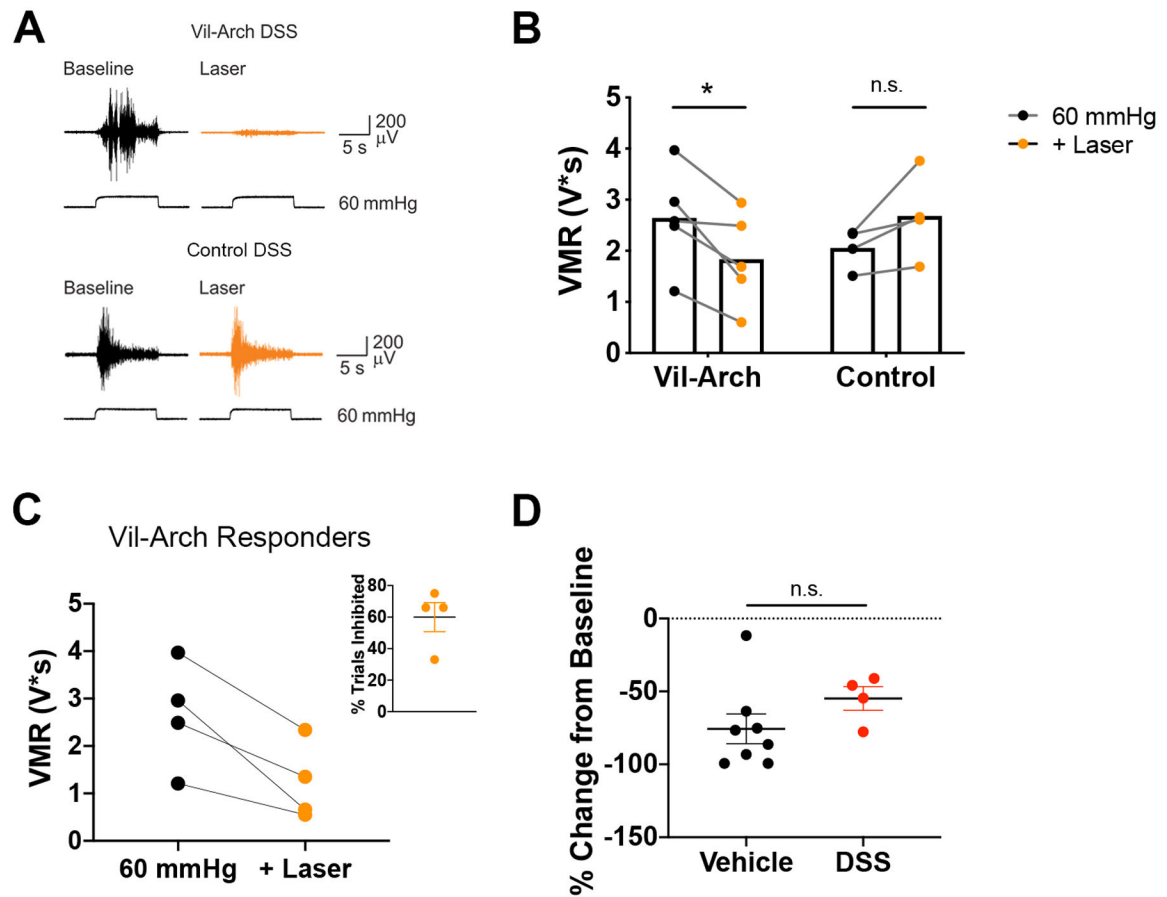 A
Vil-Arch DSS
Baseline
Laser
200
μV
5 s
60 mmHg
Control DSS
Baseline
Laser
200
μV
5 s
60 mmHg
B
*
n.s.
60 mmHg
+ Laser
VMR (V*s)
5
4
3
2
1
0
Vil-Arch
Control
C
Vil-Arch Responders
VMR (V*s)
5
4
3
2
1
0
60 mmHg
+ Laser
% Trials Inhibited
80
60
40
20
0
D
n.s.
% Change from Baseline
0
-50
-100
-150
Vehicle
DSS